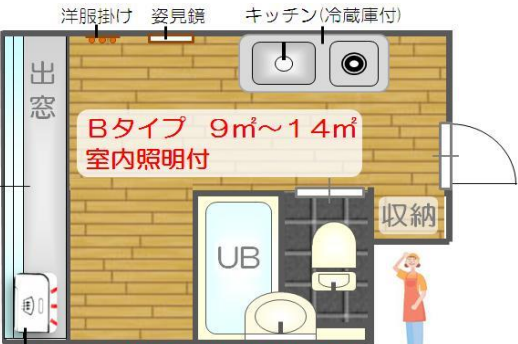 洋服掛け 姿見鏡 キッチン(冷蔵庫付)
出窓
Bタイプ 9㎡～14㎡
室内照明付
収納
UB